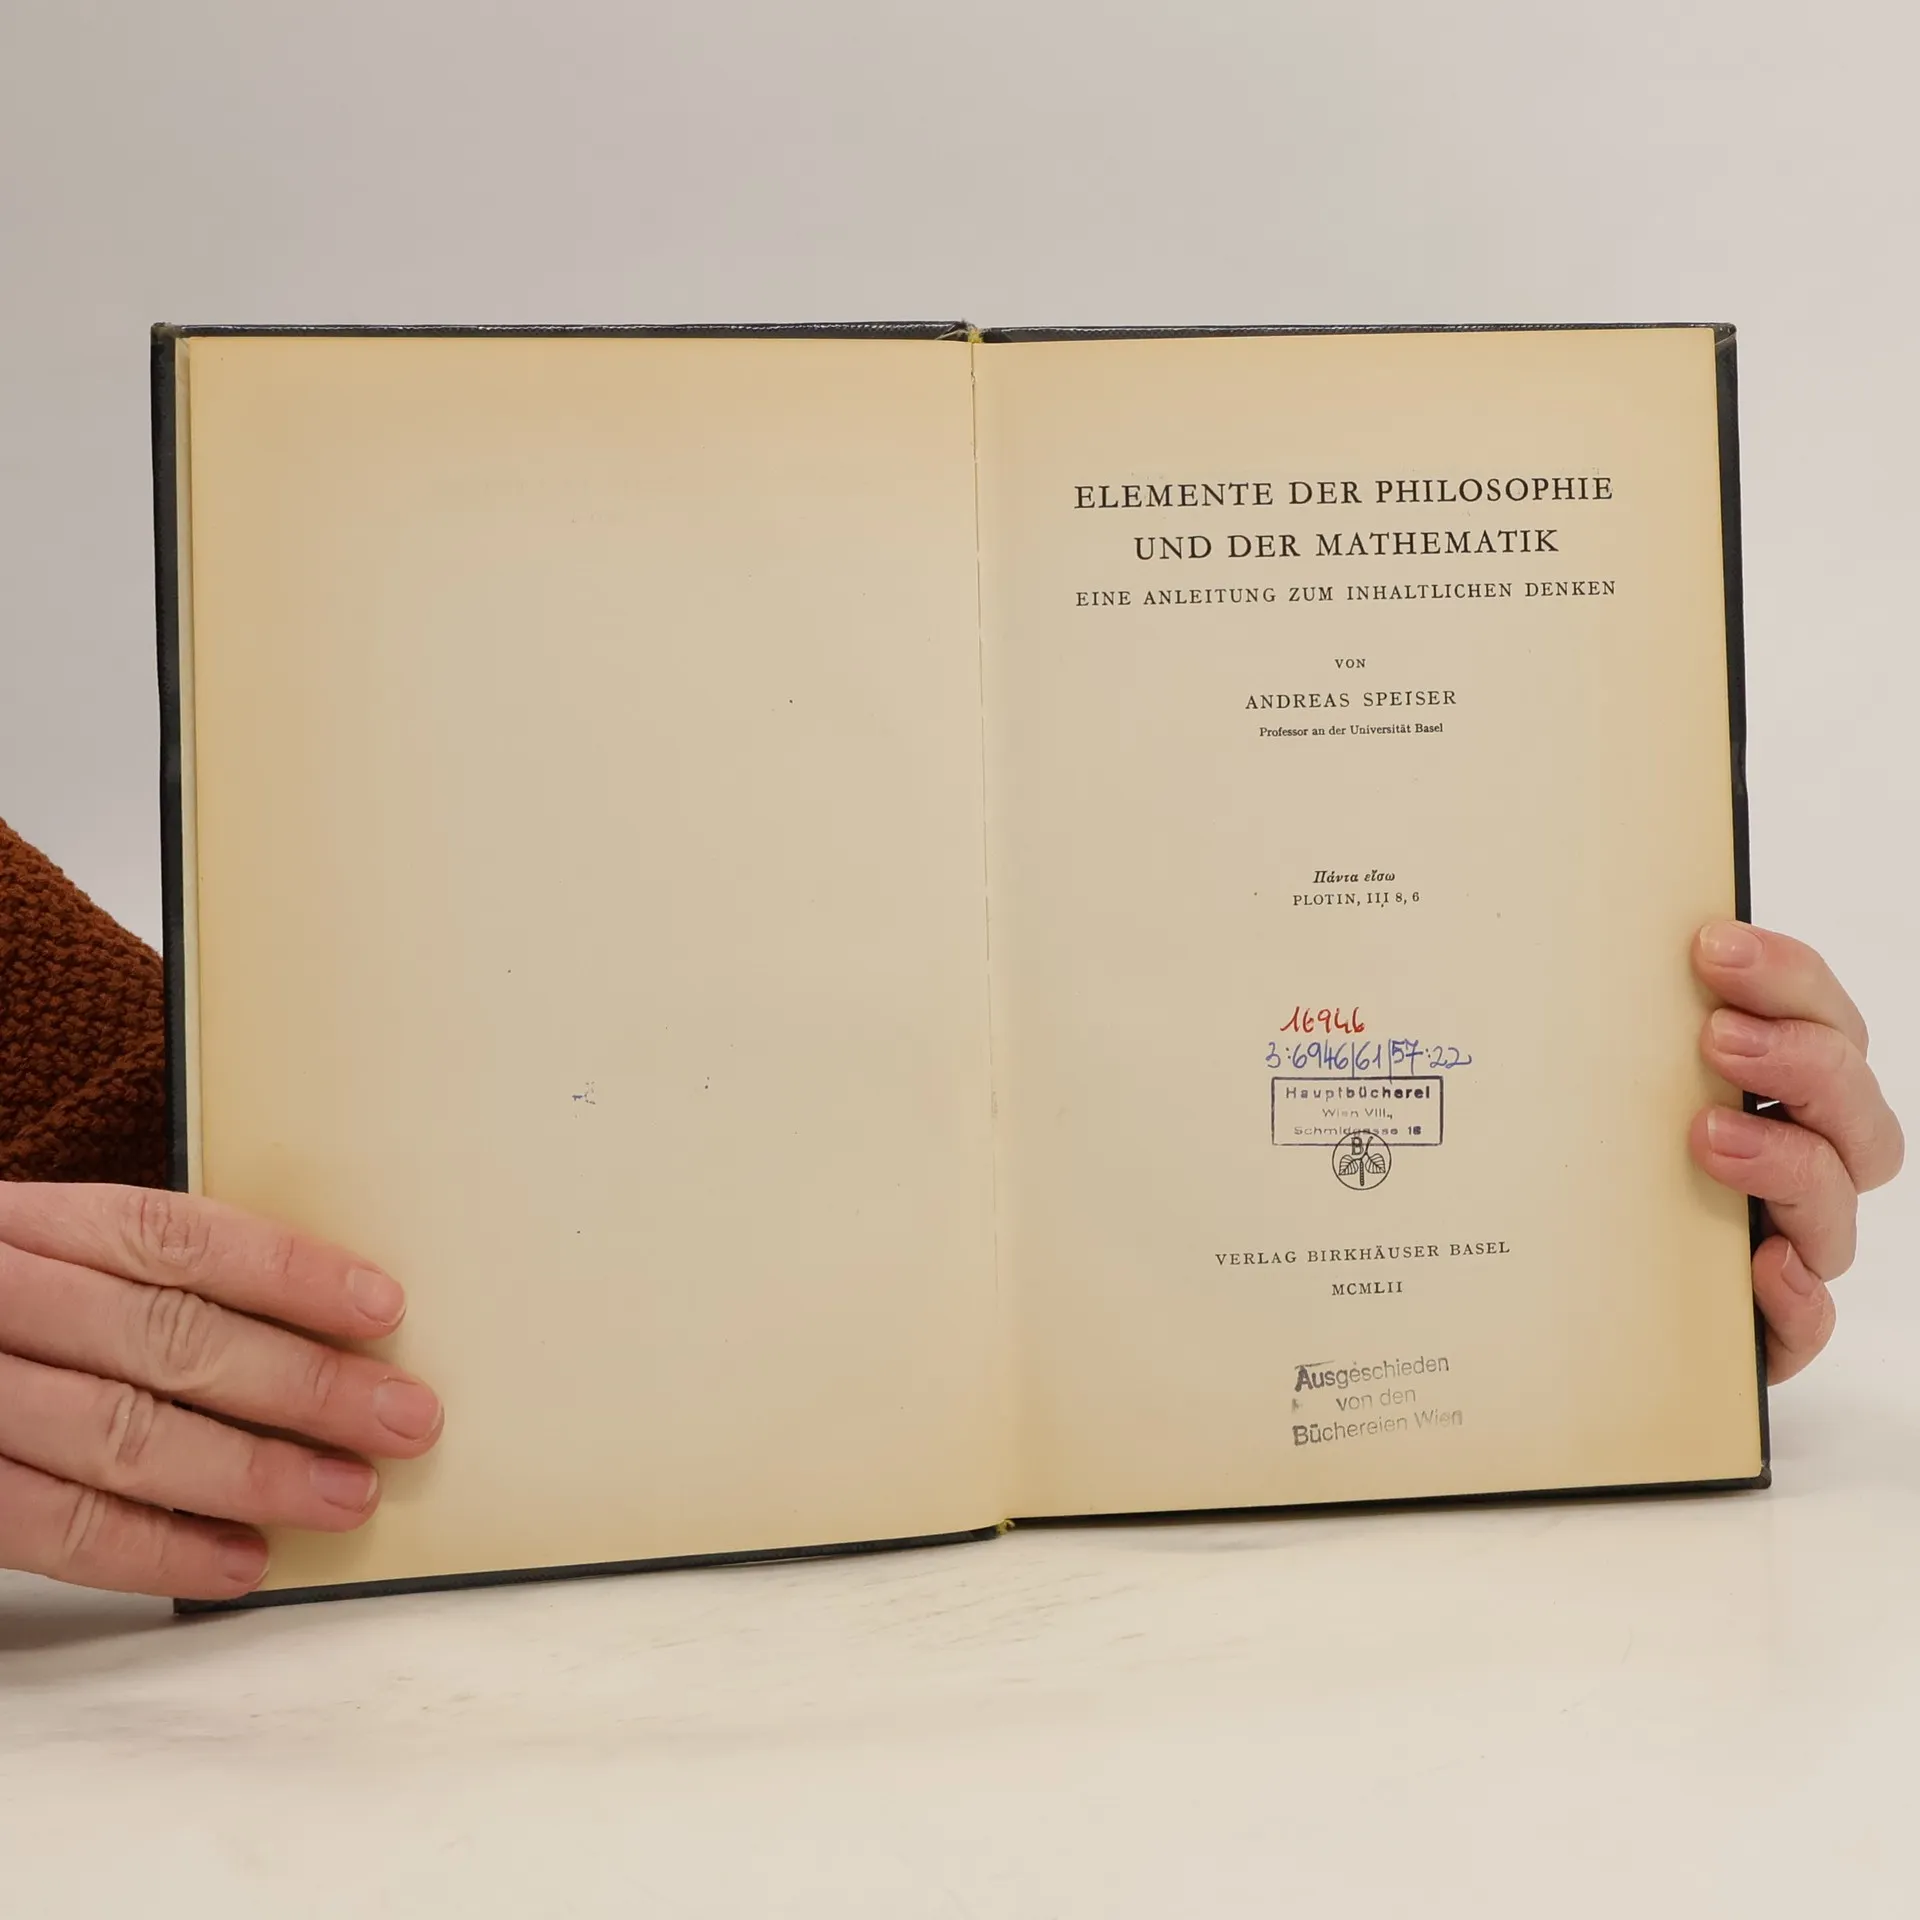 ELEMENTE DER PHILOSOPHIE
UND DER MATHEMATIK
EINE ANLEITUNG ZUM INHALTLICHEN DENKEN
VON
ANDREAS SPEISER
Professor an der Universität Basel
Πάντα εἴσω
PLOTIN, III 8, 6
16946
3:6946/61/57:22
Hauptbücherei
Wien VIII.,
Schmidgasse 18
B
VERLAG BIRKHÄUSER BASEL
MCMLII
Ausgeschieden
von den
Büchereien Wien